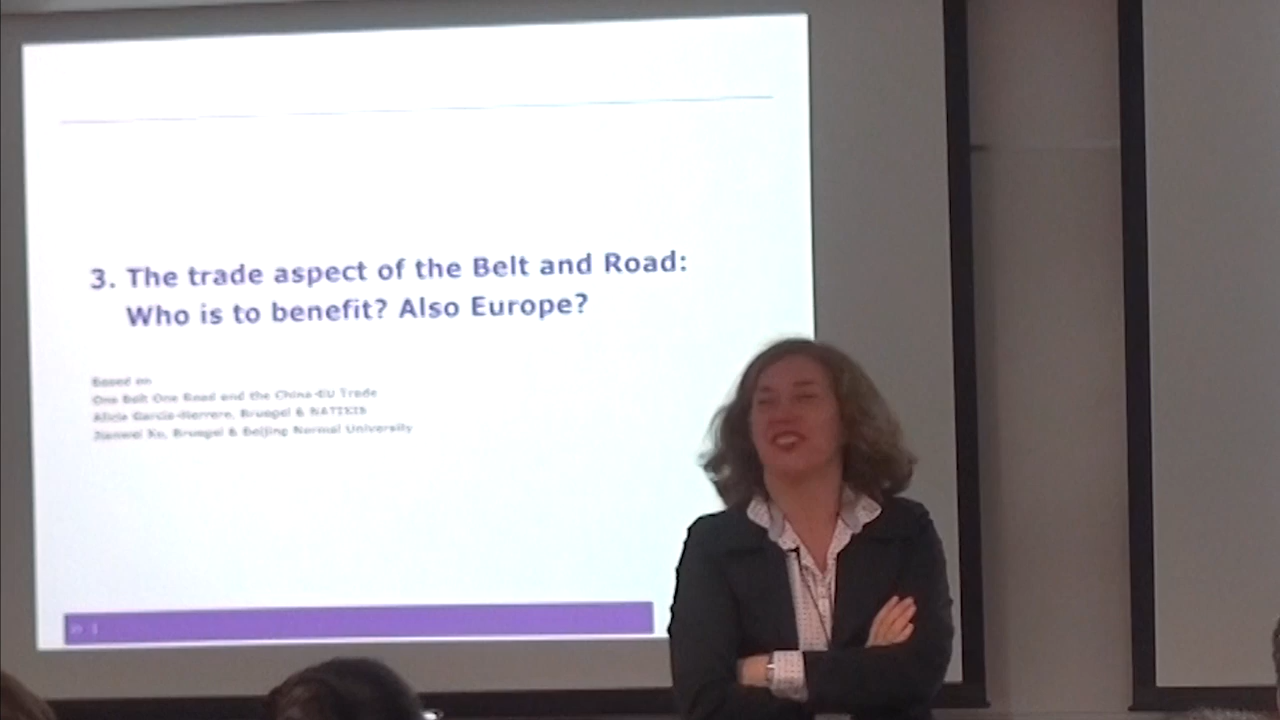 3. The trade aspect of the Belt and Road:
Who is to benefit? Also Europe?
Based on
One Belt One Road and the China-EU Trade
Alicia Garcia-Herrero, Bruegel & NATIXIS
Jianwei Xu, Bruegel & Beijing Normal University